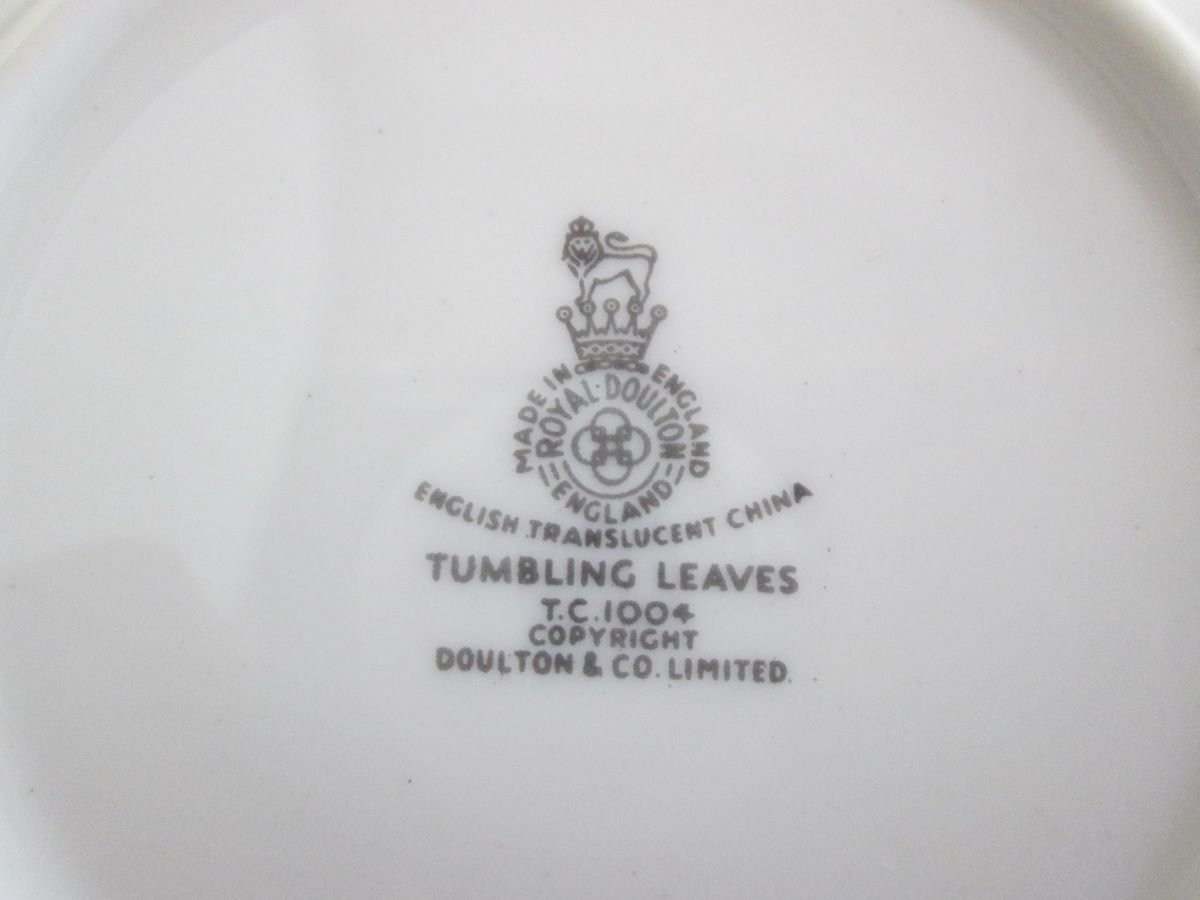 MADE IN ENGLAND
ROYAL·DOULTON
ENGLAND
ENGLISH TRANSLUCENT CHINA
TUMBLING LEAVES
T.C.1004
COPYRIGHT
DOULTON & CO. LIMITED.